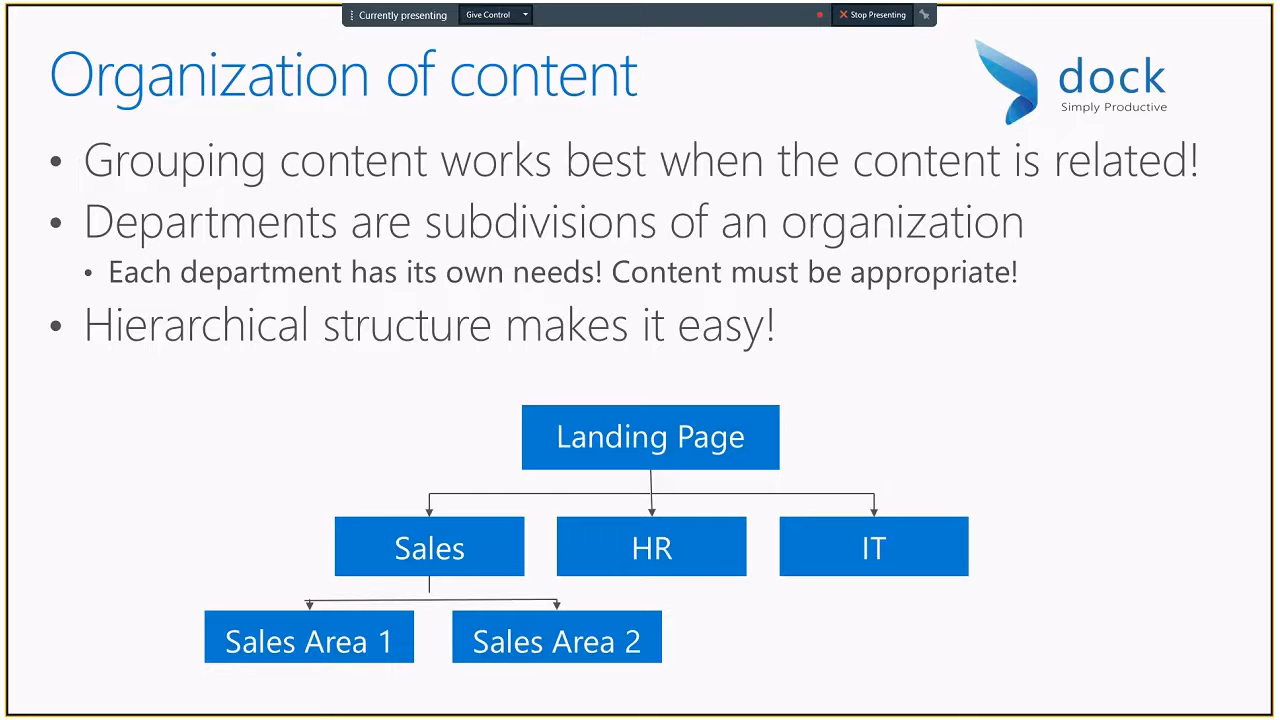 Currently presenting
Give Control
Stop Presenting
Organization of content
dock
Simply Productive
• Grouping content works best when the content is related!
• Departments are subdivisions of an organization
• Each department has its own needs! Content must be appropriate!
• Hierarchical structure makes it easy!
Landing Page
Sales
HR
IT
Sales Area 1
Sales Area 2